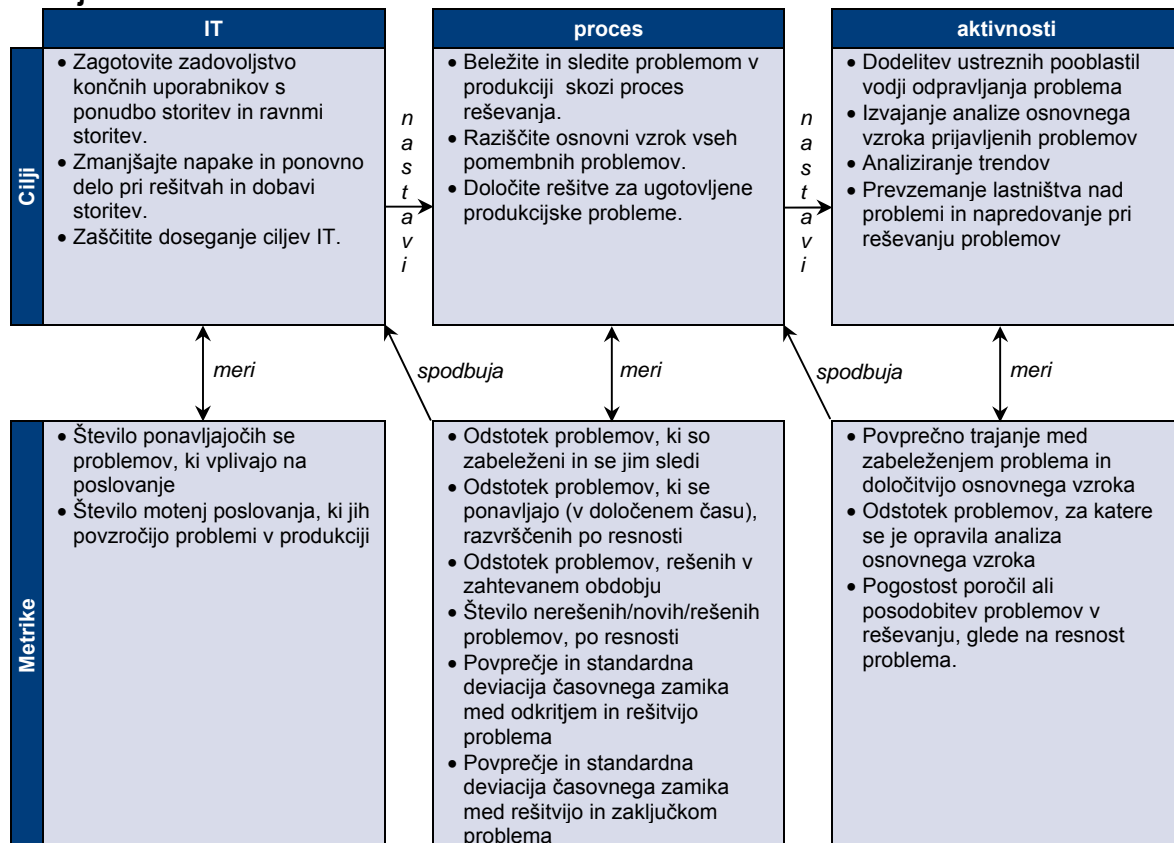 IT
proces
aktivnosti
Cilji
• Zagotovite zadovoljstvo
končnih uporabnikov s
ponudbo storitev in ravnmi
storitev.
• Zmanjšajte napake in ponovno
delo pri rešitvah in dobavi
storitev.
• Zaščitite doseganje ciljev IT.
nastavi
• Beležite in sledite problemom v
produkciji skozi proces
reševanja.
• Raziščite osnovni vzrok vseh
pomembnih problemov.
• Določite rešitve za ugotovljene
produkcijske probleme.
nastavi
• Dodelitev ustreznih pooblastil
vodji odpravljanja problema
• Izvajanje analize osnovnega
vzroka prijavljenih problemov
• Analiziranje trendov
• Prevzemanje lastništva nad
problemi in napredovanje pri
reševanju problemov
meri
spodbuja
meri
spodbuja
meri
Metrike
• Število ponavljajočih se
problemov, ki vplivajo na
poslovanje
• Število motenj poslovanja, ki jih
povzročijo problemi v produkciji
• Odstotek problemov, ki so
zabeleženi in se jim sledi
• Odstotek problemov, ki se
ponavljajo (v določenem času),
razvrščenih po resnosti
• Odstotek problemov, rešenih v
zahtevanem obdobju
• Število nerešenih/novih/rešenih
problemov, po resnosti
• Povprečje in standardna
deviacija časovnega zamika
med odkritjem in rešitvijo
problema
• Povprečje in standardna
deviacija časovnega zamika
med rešitvijo in zaključkom
problema
• Povprečno trajanje med
zabeleženjem problema in
določitvijo osnovnega vzroka
• Odstotek problemov, za katere
se je opravila analiza
osnovnega vzroka
• Pogostost poročil ali
posodobitev problemov v
reševanju, glede na resnost
problema.